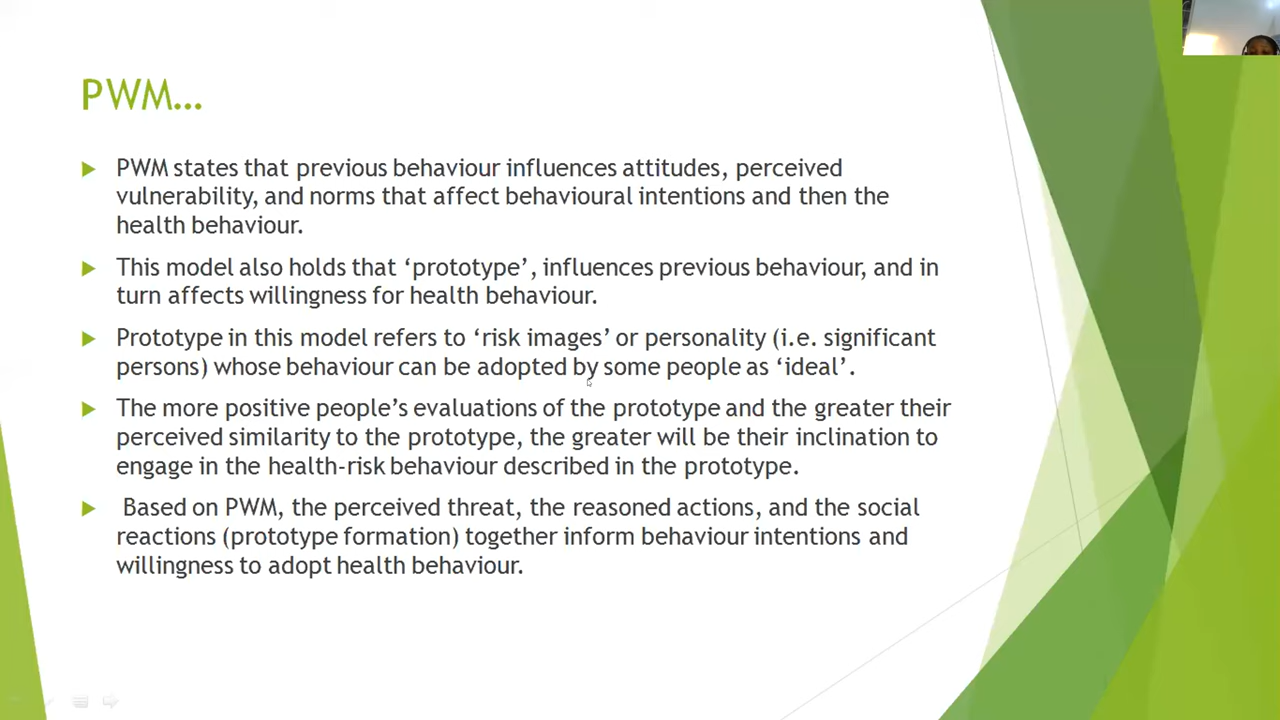 PWM...
PWM states that previous behaviour influences attitudes, perceived
vulnerability, and norms that affect behavioural intentions and then the
health behaviour.
This model also holds that ‘prototype’, influences previous behaviour, and in
turn affects willingness for health behaviour.
Prototype in this model refers to ‘risk images’ or personality (i.e. significant
persons) whose behaviour can be adopted by some people as ‘ideal’.
The more positive people’s evaluations of the prototype and the greater their
perceived similarity to the prototype, the greater will be their inclination to
engage in the health-risk behaviour described in the prototype.
Based on PWM, the perceived threat, the reasoned actions, and the social
reactions (prototype formation) together inform behaviour intentions and
willingness to adopt health behaviour.